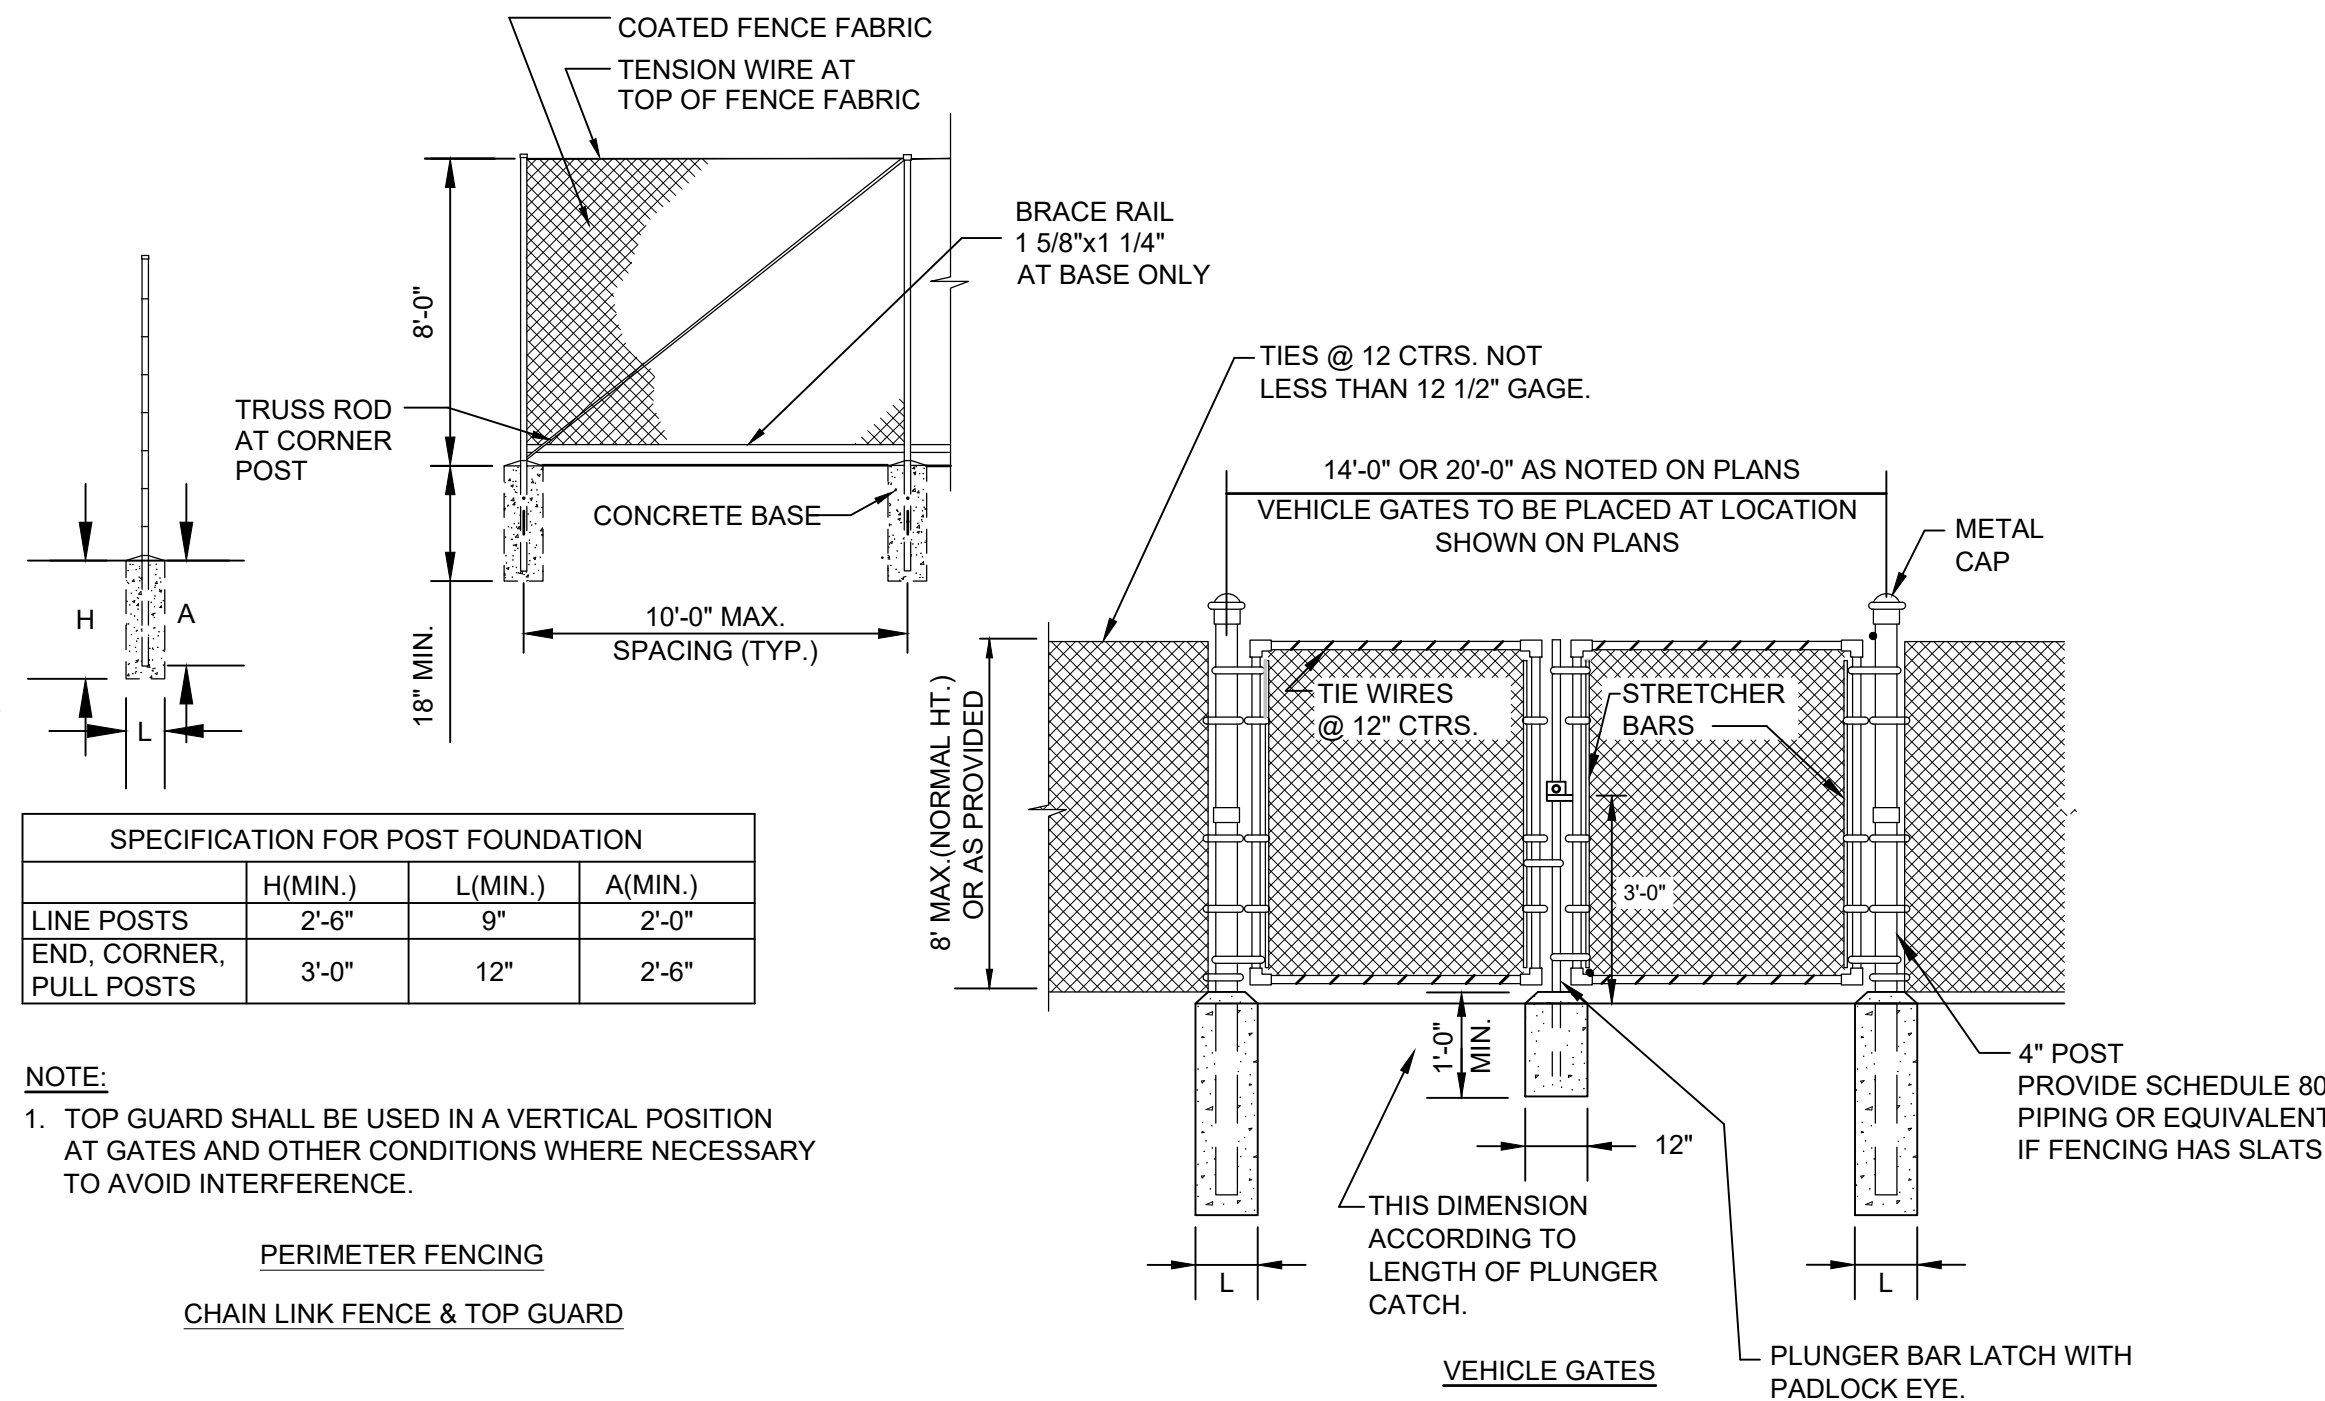 COATED FENCE FABRIC
TENSION WIRE AT
TOP OF FENCE FABRIC
BRACE RAIL
1 5/8"x1 1/4"
AT BASE ONLY
8'-0"
TRUSS ROD
AT CORNER
POST
CONCRETE BASE
18" MIN.
10'-0" MAX.
SPACING (TYP.)
H
A
L
SPECIFICATION FOR POST FOUNDATION
H(MIN.) L(MIN.) A(MIN.)
LINE POSTS 2'-6" 9" 2'-0"
END, CORNER,
PULL POSTS 3'-0" 12" 2'-6"
NOTE:
1. TOP GUARD SHALL BE USED IN A VERTICAL POSITION
AT GATES AND OTHER CONDITIONS WHERE NECESSARY
TO AVOID INTERFERENCE.
PERIMETER FENCING
CHAIN LINK FENCE & TOP GUARD
TIES @ 12 CTRS. NOT
LESS THAN 12 1/2" GAGE.
14'-0" OR 20'-0" AS NOTED ON PLANS
VEHICLE GATES TO BE PLACED AT LOCATION
SHOWN ON PLANS
METAL
CAP
8' MAX.(NORMAL HT.)
OR AS PROVIDED
TIE WIRES
@ 12" CTRS.
STRETCHER
BARS
3'-0"
1'-0"
MIN.
12"
4" POST
PROVIDE SCHEDULE 80
PIPING OR EQUIVALENT
IF FENCING HAS SLATS
THIS DIMENSION
ACCORDING TO
LENGTH OF PLUNGER
CATCH.
L
L
PLUNGER BAR LATCH WITH
PADLOCK EYE.
VEHICLE GATES